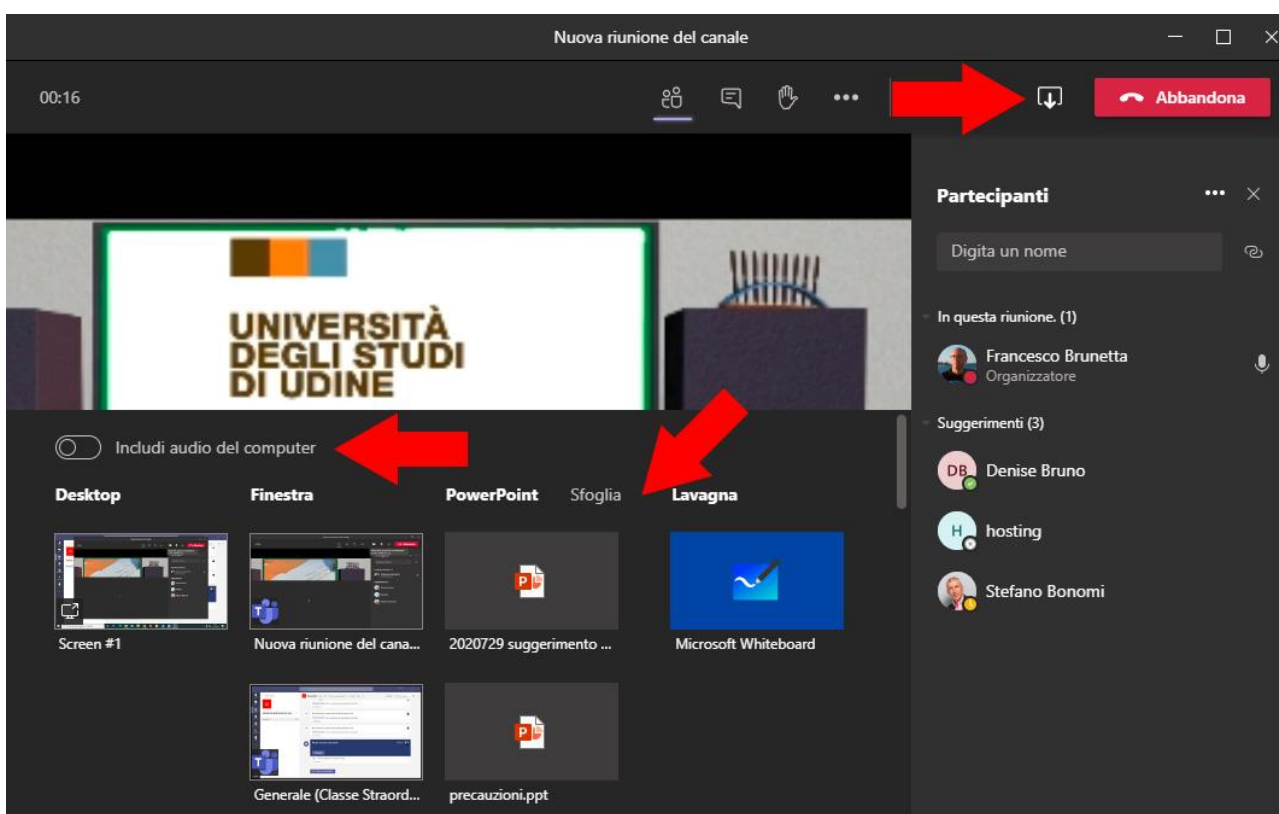 Nuova riunione del canale
00:16
Abbandona
Partecipanti
Digita un nome
In questa riunione. (1)
Francesco Brunetta
Organizzatore
Suggerimenti (3)
DB Denise Bruno
H hosting
Stefano Bonomi
UNIVERSITÀ
DEGLI STUDI
DI UDINE
Includi audio del computer
Desktop Finestra PowerPoint Sfoglia Lavagna
Screen #1 Nuova riunione del cana... 2020729 suggerimento ... Microsoft Whiteboard
Generale (Classe Straord... precauzioni.ppt